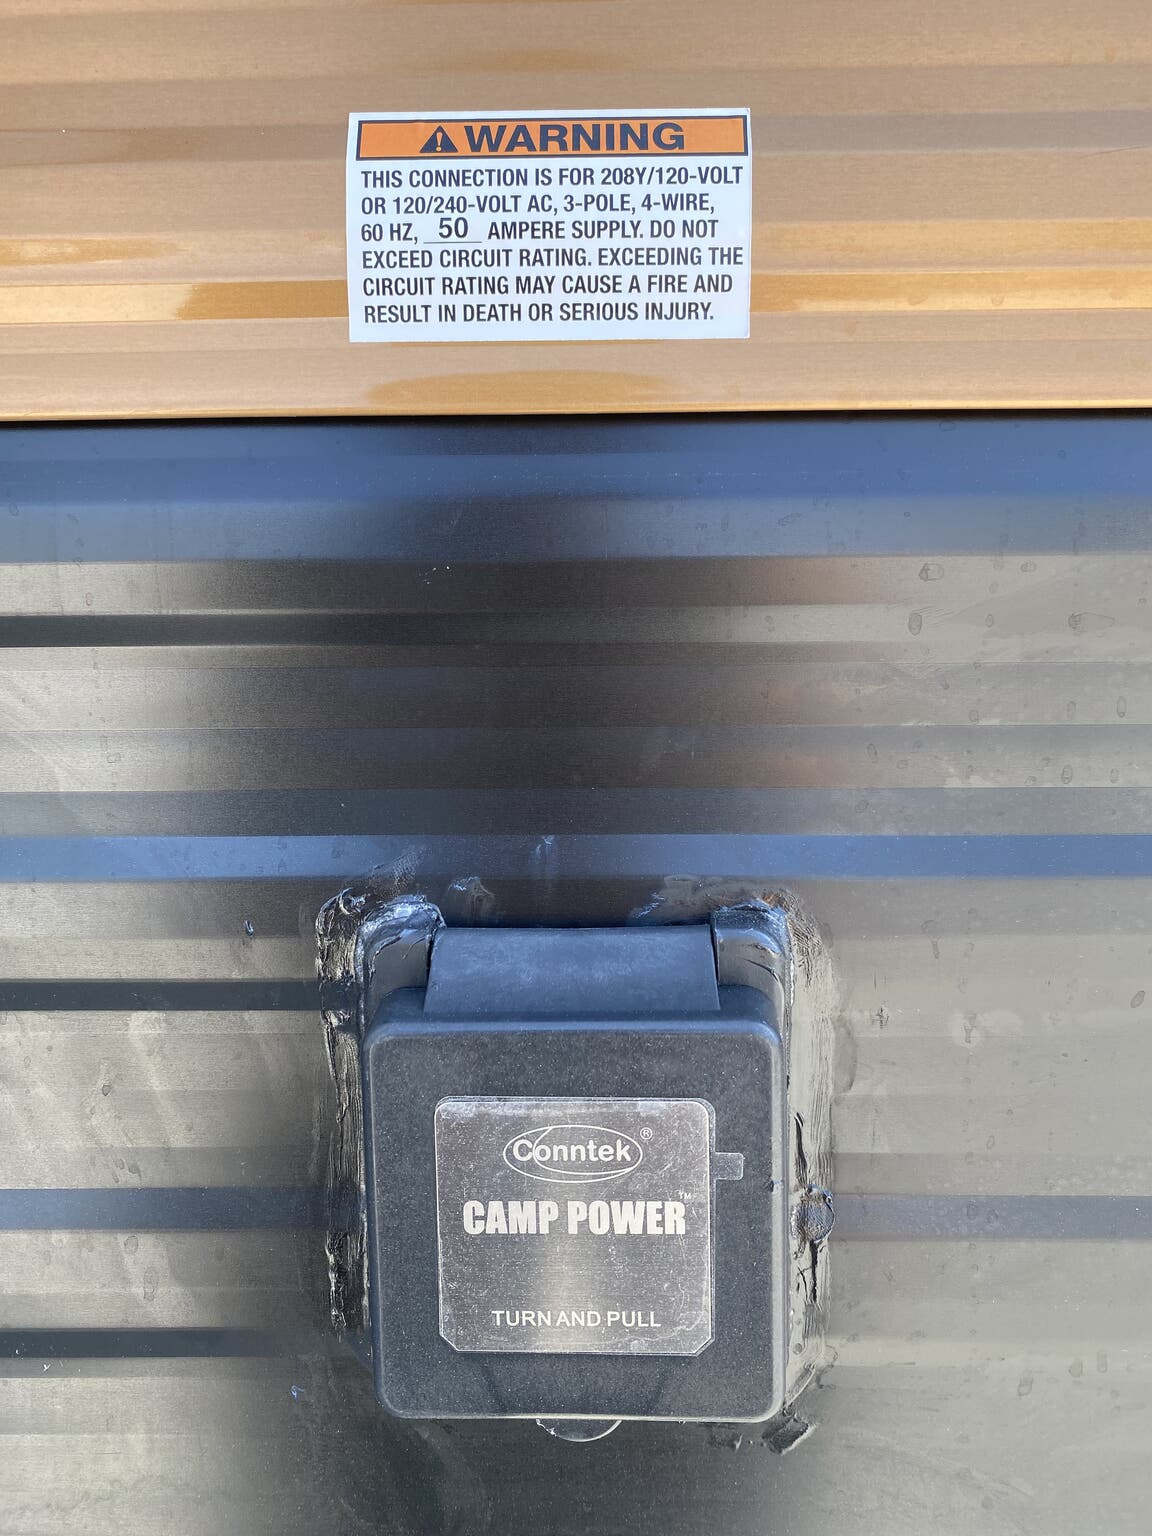 WARNING
THIS CONNECTION IS FOR 208Y/120-VOLT
OR 120/240-VOLT AC, 3-POLE, 4-WIRE,
60 HZ, 50 AMPERE SUPPLY. DO NOT
EXCEED CIRCUIT RATING. EXCEEDING THE
CIRCUIT RATING MAY CAUSE A FIRE AND
RESULT IN DEATH OR SERIOUS INJURY.
Conntek®
CAMP POWER™
TURN AND PULL